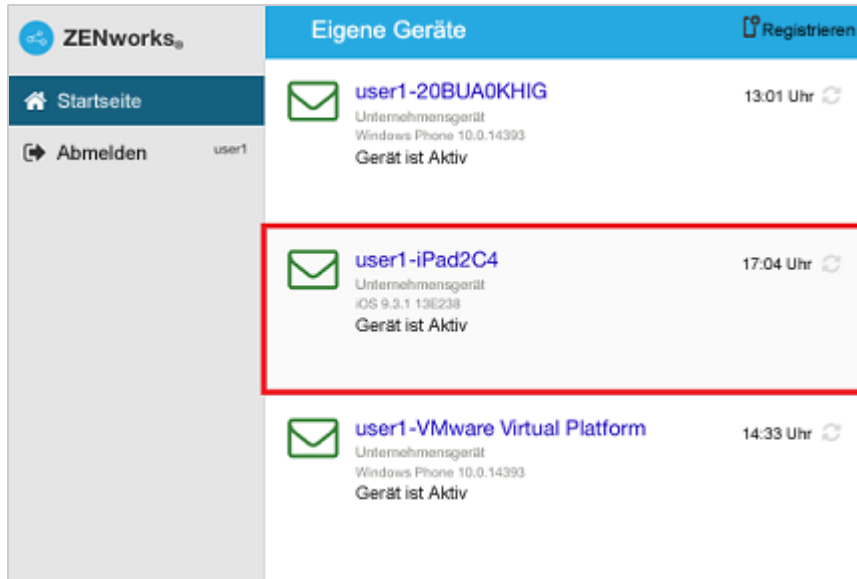 ZENworks®
Startseite
Abmelden user1
Eigene Geräte Registrieren
user1-20BUA0KHIG 13:01 Uhr
Unternehmensgerät
Windows Phone 10.0.14393
Gerät ist Aktiv
user1-iPad2C4 17:04 Uhr
Unternehmensgerät
iOS 9.3.1 13E238
Gerät ist Aktiv
user1-VMware Virtual Platform 14:33 Uhr
Unternehmensgerät
Windows Phone 10.0.14393
Gerät ist Aktiv